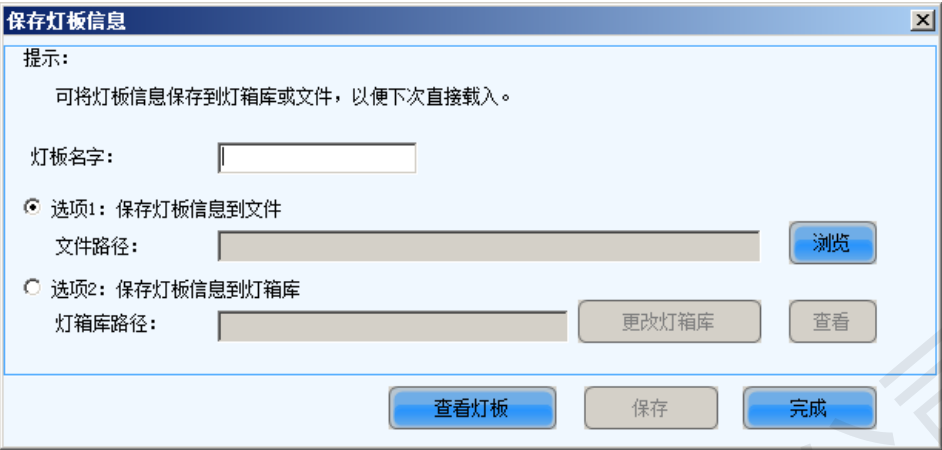 保存灯板信息
提示：
可将灯板信息保存到灯箱库或文件，以便下次直接载入。
灯板名字：
选项1：保存灯板信息到文件
文件路径：
浏览
选项2：保存灯板信息到灯箱库
灯箱库路径：
更改灯箱库
查看
查看灯板
保存
完成